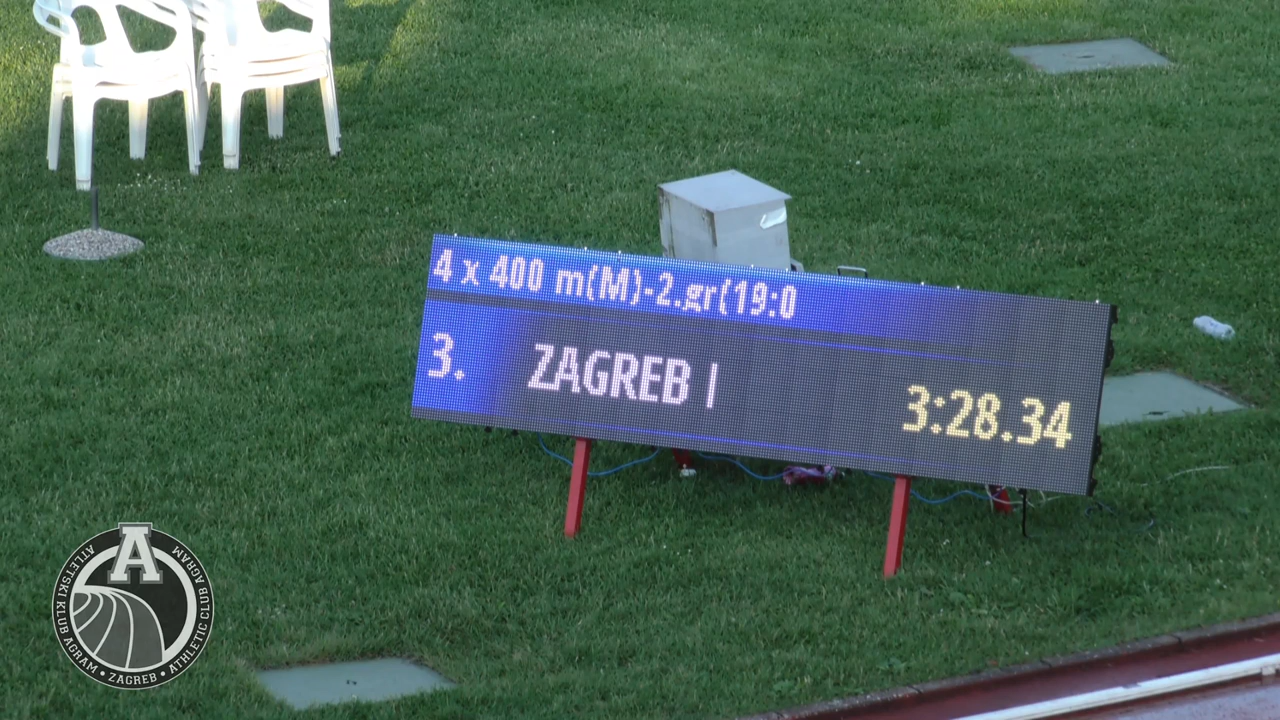 4 x 400 m(M)-2.gr(19:0
3. ZAGREB I 3:28.34
A
ATLETSKI KLUB AGRAM • ZAGREB • ATHLETIC CLUB AGRAM